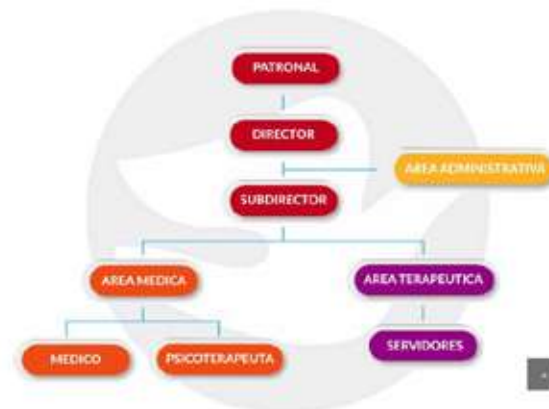 PATRONAL
DIRECTOR
AREA ADMINISTRATIVA
SUBDIRECTOR
AREA MEDICA
AREA TERAPEUTICA
MEDICO
PSICOTERAPEUTA
SERVIDORES